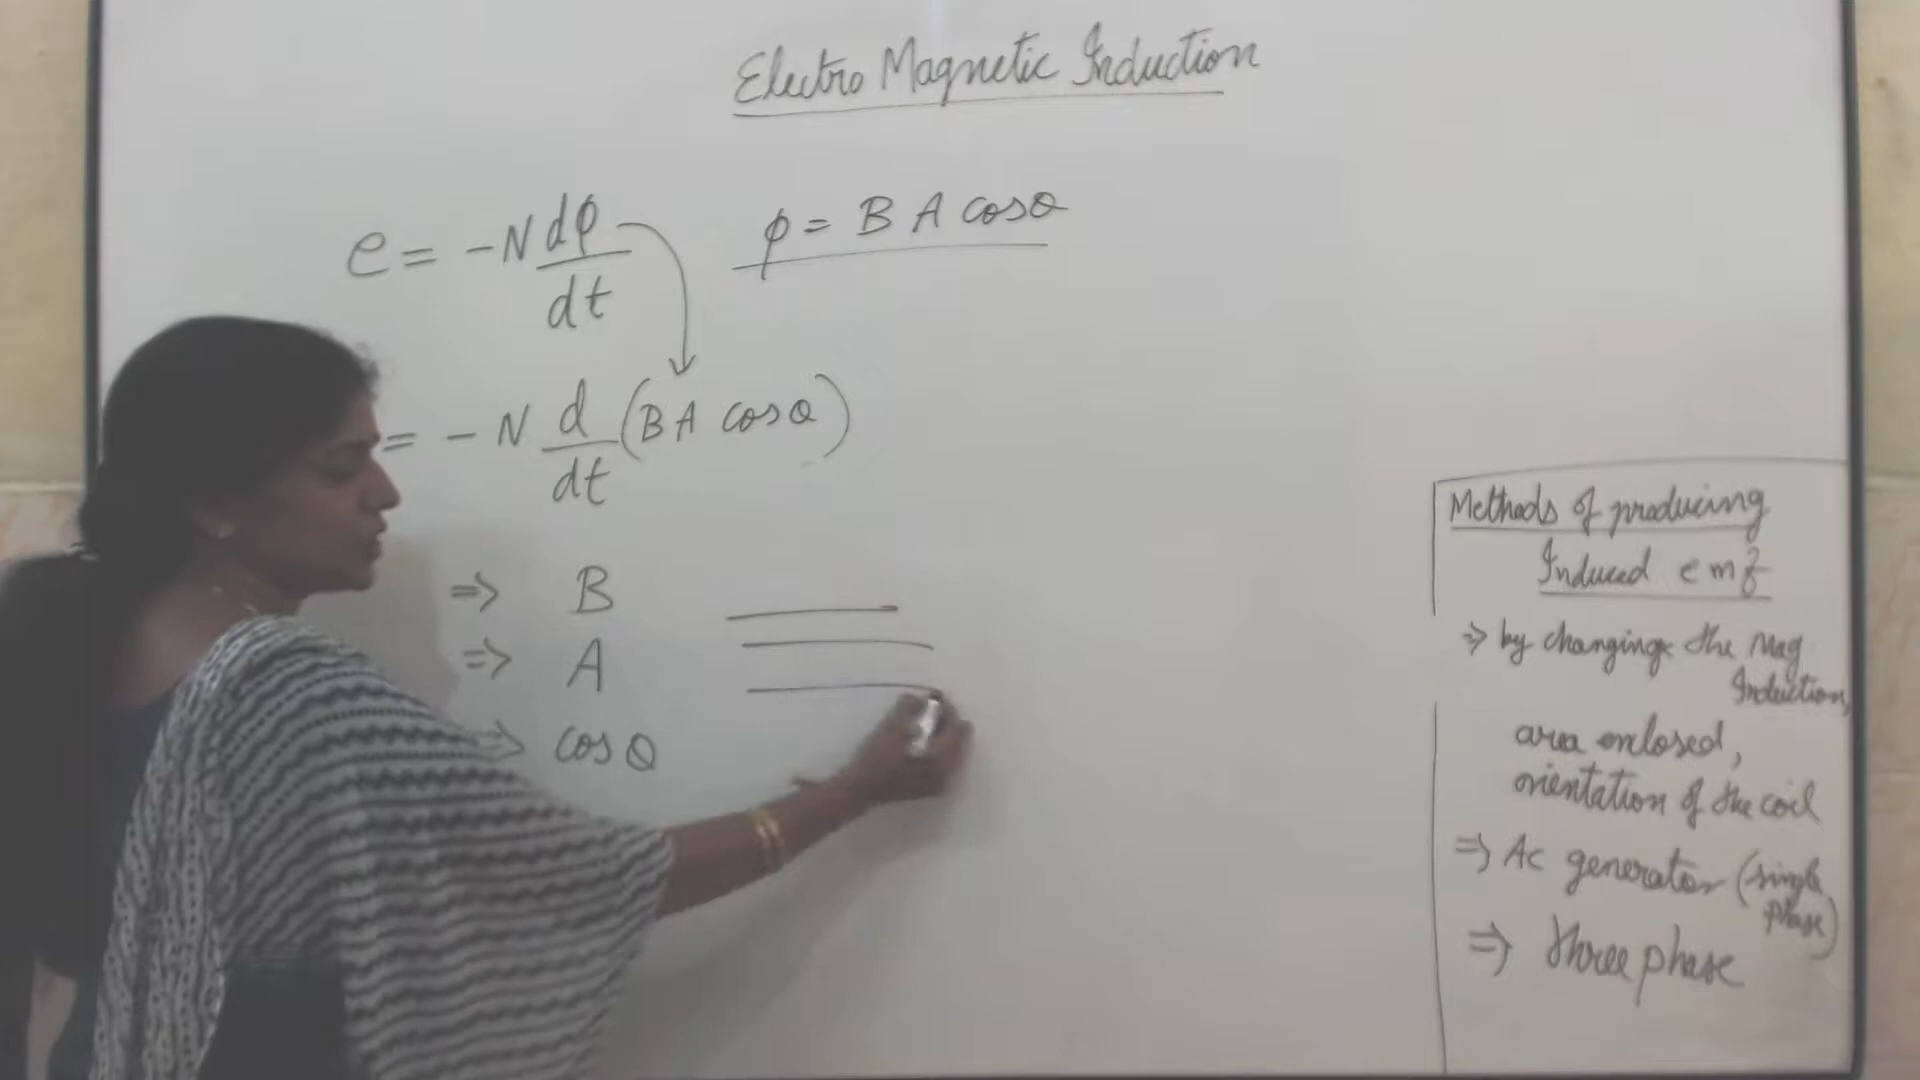 Electro Magnetic Induction
e = -N dφ/dt
φ = B A cosθ
= - N d/dt (B A cosθ)
⇒ B
⇒ A
⇒ cosθ
Methods of producing
Induced emf
⇒ by changing the Mag
Induction,
area enclosed,
orientation of the coil
⇒ Ac generator (single
phase)
⇒ three phase